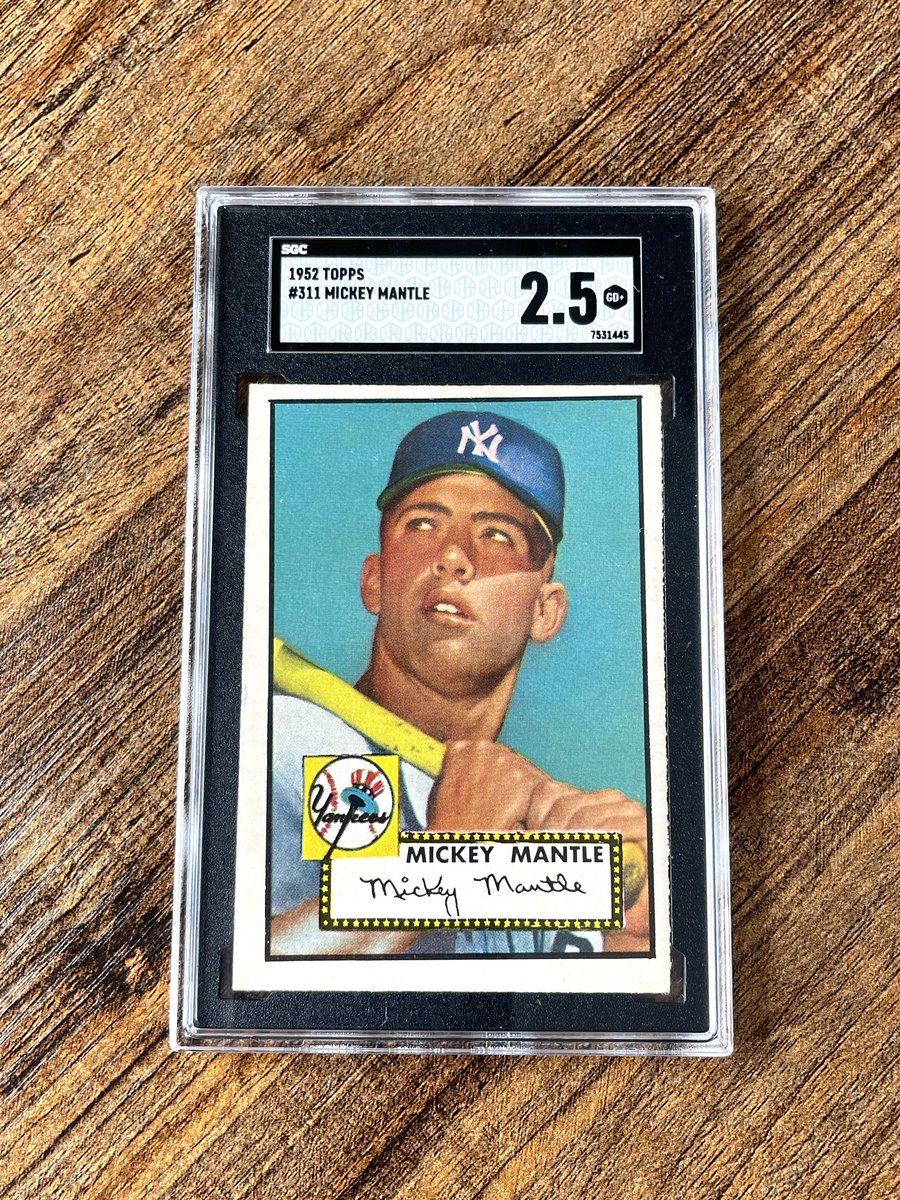 SGC
1952 TOPPS
#311 MICKEY MANTLE
2.5 GD+
7531445
NY
Yankees
MICKEY MANTLE
Mickey Mantle